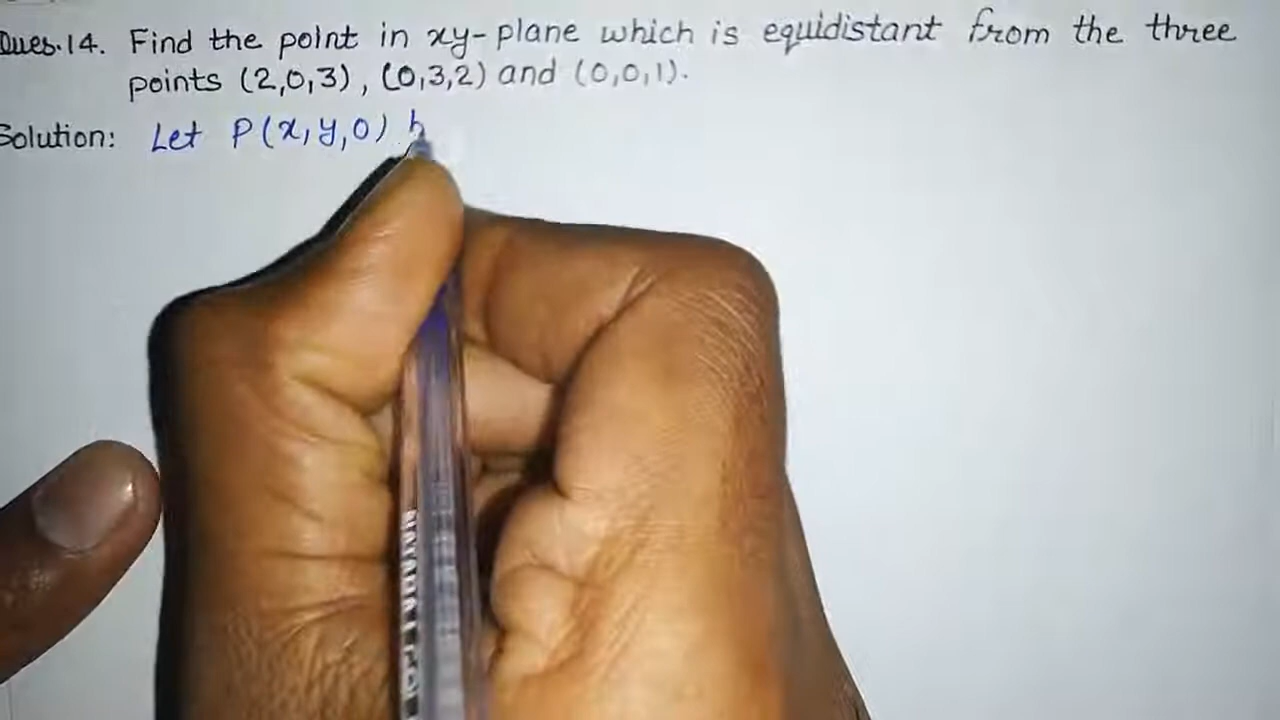 Ques.14. Find the point in xy-plane which is equidistant from the three
points (2,0,3), (0,3,2) and (0,0,1).
Solution: Let P(x,y,0)